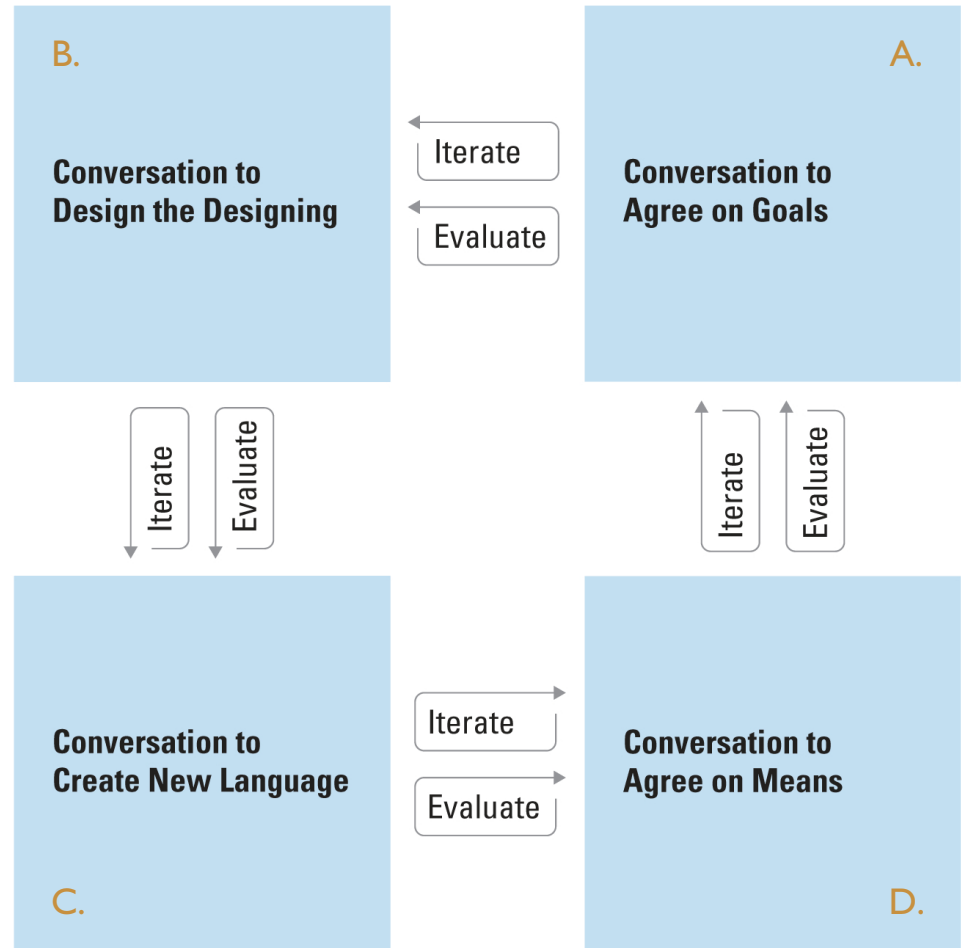 B.
Conversation to
Design the Designing
Iterate
Evaluate
A.
Conversation to
Agree on Goals
Iterate
Evaluate
Iterate
Evaluate
Conversation to
Create New Language
C.
Iterate
Evaluate
Conversation to
Agree on Means
D.